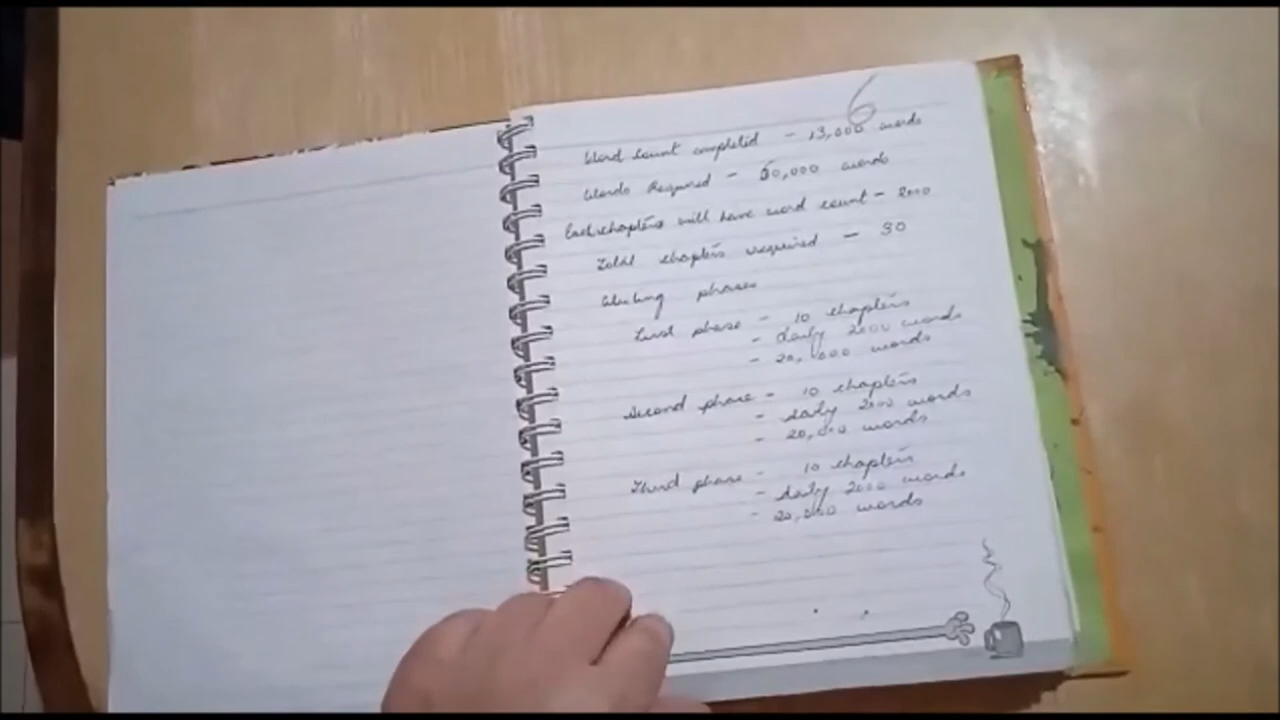 6
Word count completed - 13,000 words
Words Required - 60,000 words
Each chapters will have word count - 2000
Total chapters required - 30
Writing phases
First phase - 10 chapters
- daily 2000 words
- 20,000 words
Second phase - 10 chapters
- daily 2000 words
- 20,000 words
Third phase - 10 chapters
- daily 2000 words
- 20,000 words